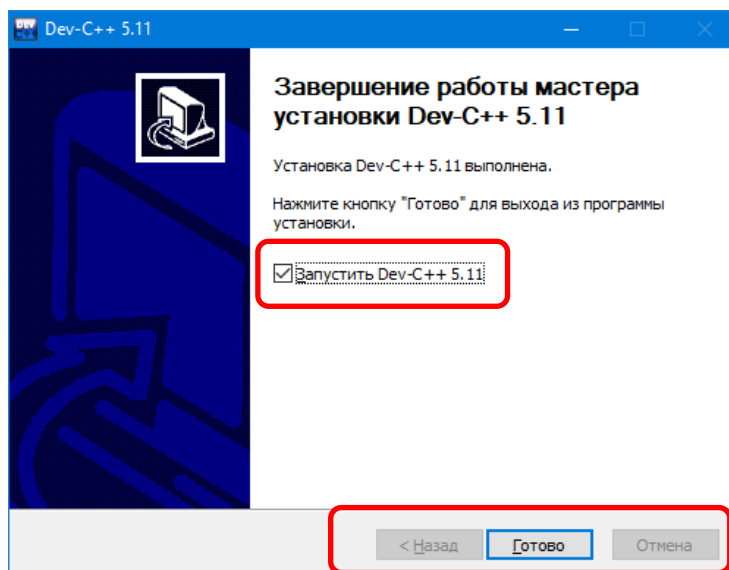 Dev-C++ 5.11
Завершение работы мастера
установки Dev-C++ 5.11
Установка Dev-C++ 5.11 выполнена.
Нажмите кнопку "Готово" для выхода из программы
установки.
Запустить Dev-C++ 5.11
< Назад Готово Отмена